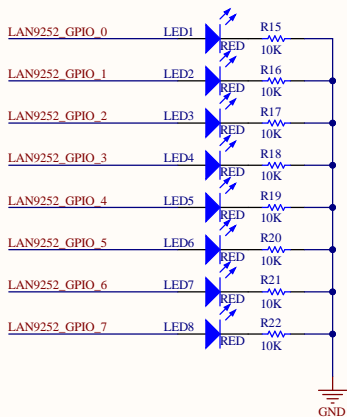 LAN9252_GPIO_0 LED1 RED R15 10K
LAN9252_GPIO_1 LED2 RED R16 10K
LAN9252_GPIO_2 LED3 RED R17 10K
LAN9252_GPIO_3 LED4 RED R18 10K
LAN9252_GPIO_4 LED5 RED R19 10K
LAN9252_GPIO_5 LED6 RED R20 10K
LAN9252_GPIO_6 LED7 RED R21 10K
LAN9252_GPIO_7 LED8 RED R22 10K
GND